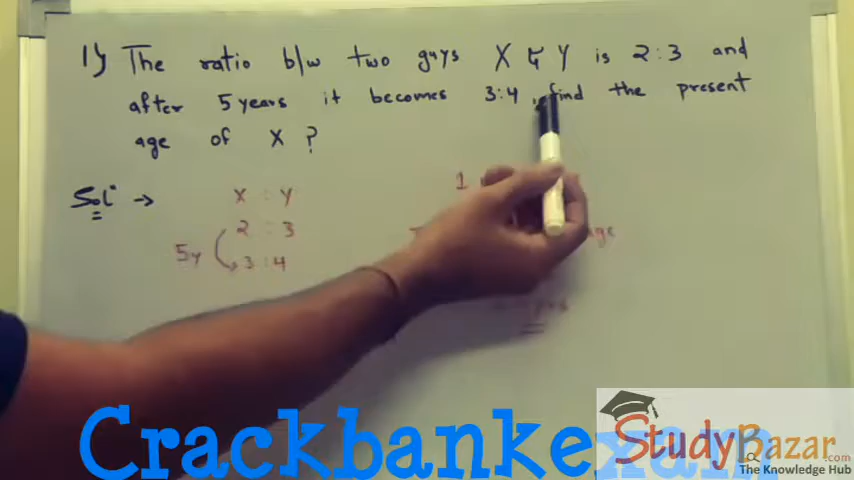 1) The ratio b/w two guys X & Y is 2:3 and
after 5 years it becomes 3:4, find the present
age of X ?
Sol" →
X : Y
2 : 3
5y
3 : 4
1
Crackbankexam
StudyBazar.com
The Knowledge Hub